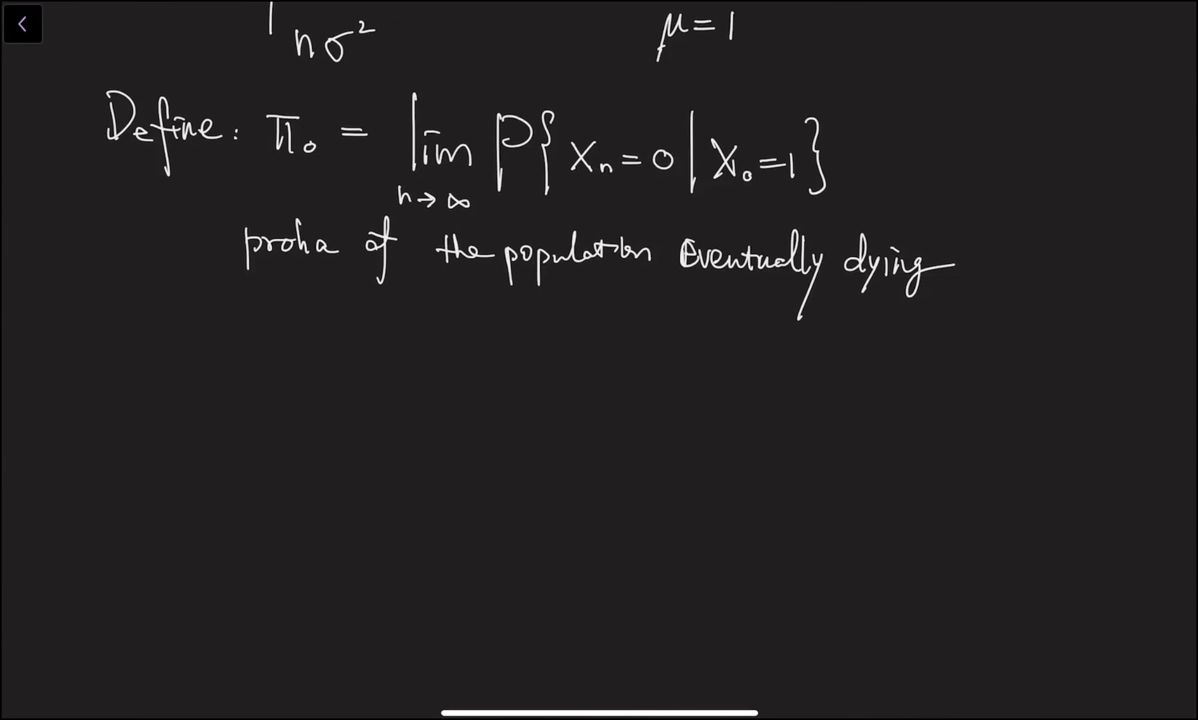 nσ² μ = 1
Define: π₀ = lim P{ Xₙ = 0 | X₀ = 1 }
n → ∞
proba of the population Eventually dying